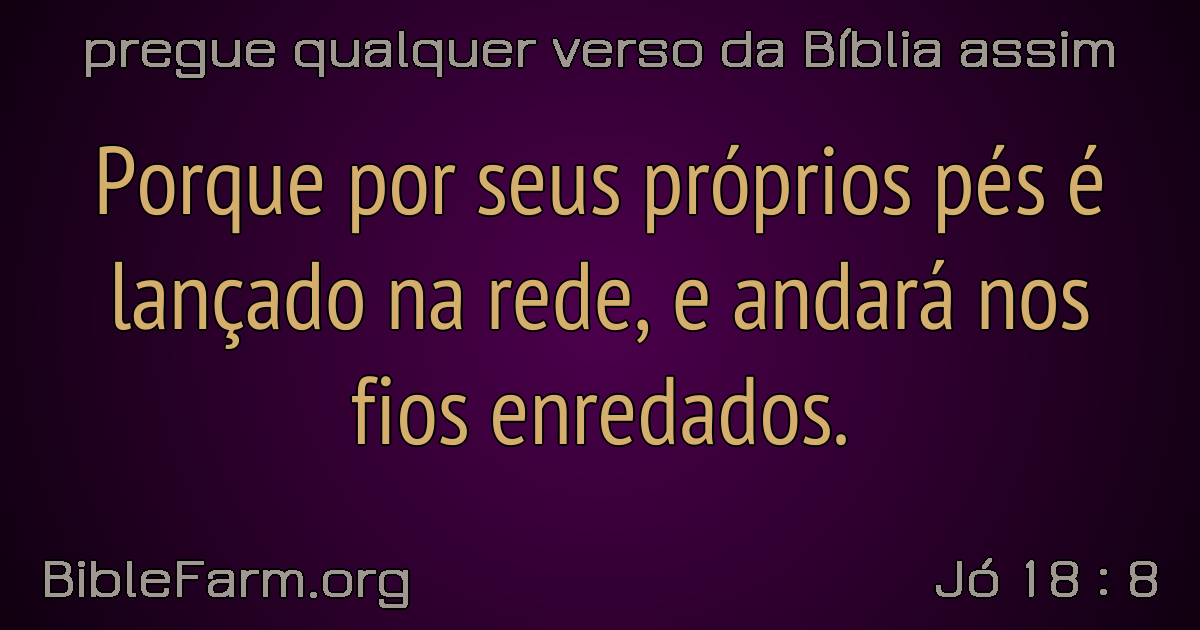 pregue qualquer verso da Bíblia assim
Porque por seus próprios pés é
lançado na rede, e andará nos
fios enredados.
BibleFarm.org
Jó 18 : 8